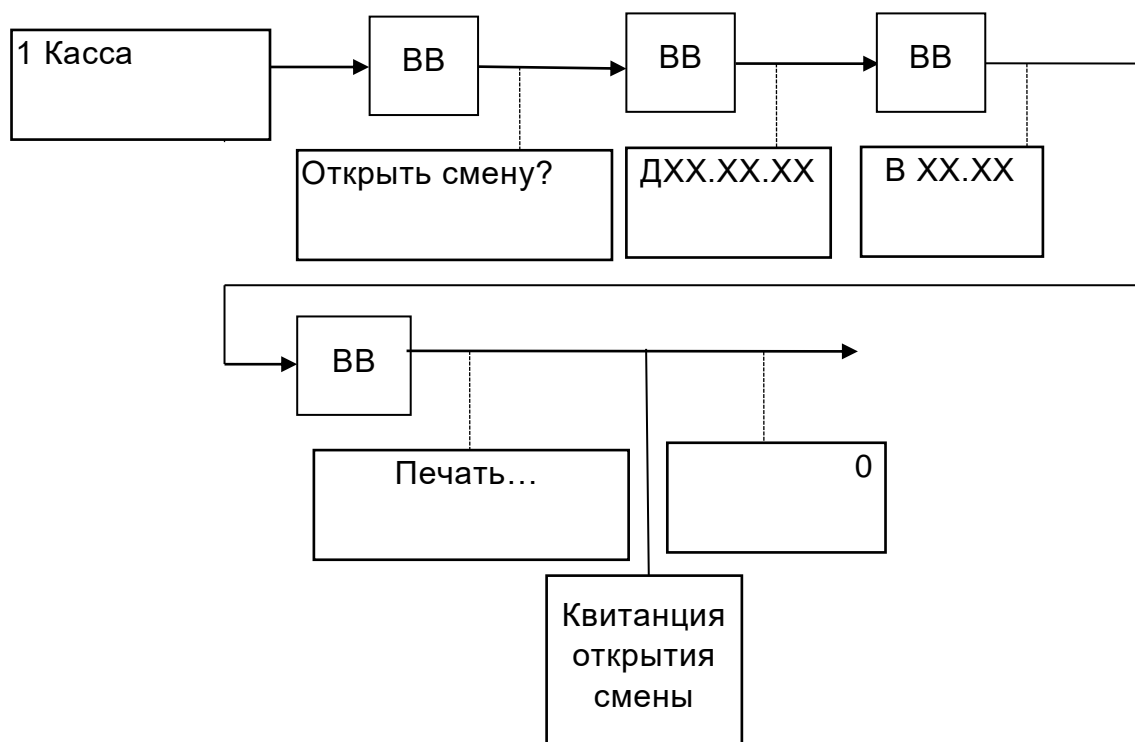 1 Касса
ВВ
ВВ
ВВ
Открыть смену?
ДХХ.ХХ.ХХ
В ХХ.ХХ
ВВ
Печать…
0
Квитанция
открытия
смены